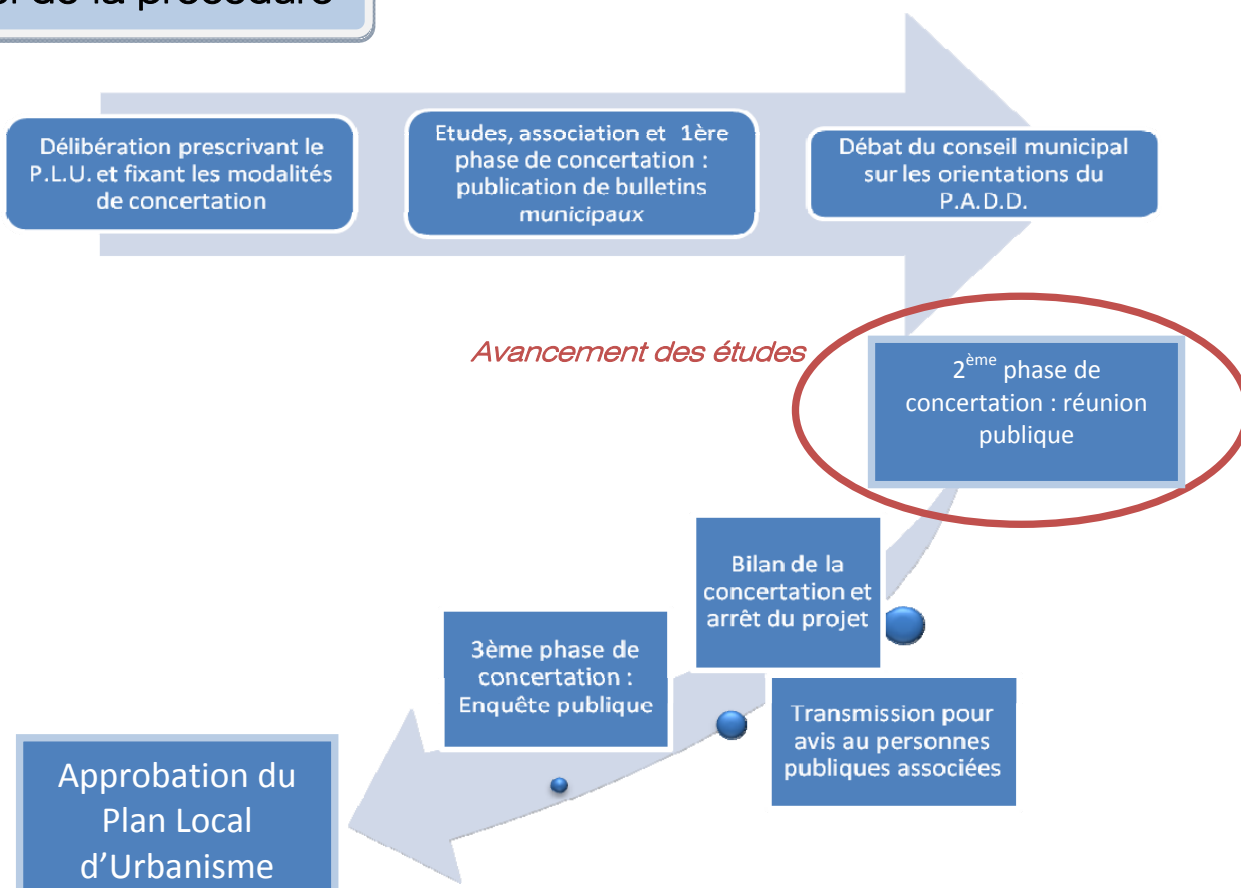 de la procédure
Délibération prescrivant le
P.L.U. et fixant les modalités
de concertation
Etudes, association et 1ère
phase de concertation :
publication de bulletins
municipaux
Débat du conseil municipal
sur les orientations du
P.A.D.D.
Avancement des études
2ème phase de
concertation : réunion
publique
Bilan de la
concertation et
arrêt du projet
Transmission pour
avis au personnes
publiques associées
3ème phase de
concertation :
Enquête publique
Approbation du
Plan Local
d’Urbanisme